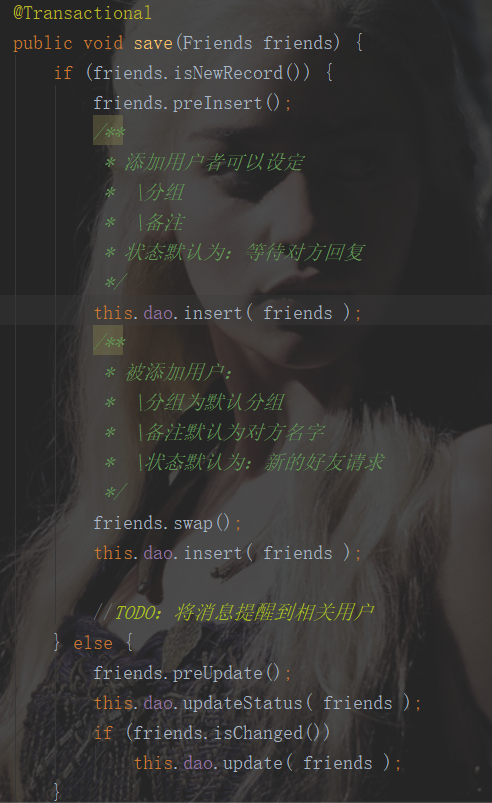 @Transactional
public void save(Friends friends) {
if (friends.isNewRecord()) {
friends.preInsert();
/**
* 添加用户者可以设定
* \分组
* \备注
* 状态默认为: 等待对方回复
*/
this.dao.insert( friends );
/**
* 被添加用户:
* \分组为默认分组
* \备注默认为对方名字
* \状态默认为: 新的好友请求
*/
friends.swap();
this.dao.insert( friends );
//TODO: 将消息提醒到相关用户
} else {
friends.preUpdate();
this.dao.updateStatus( friends );
if (friends.isChanged())
this.dao.update( friends );
}